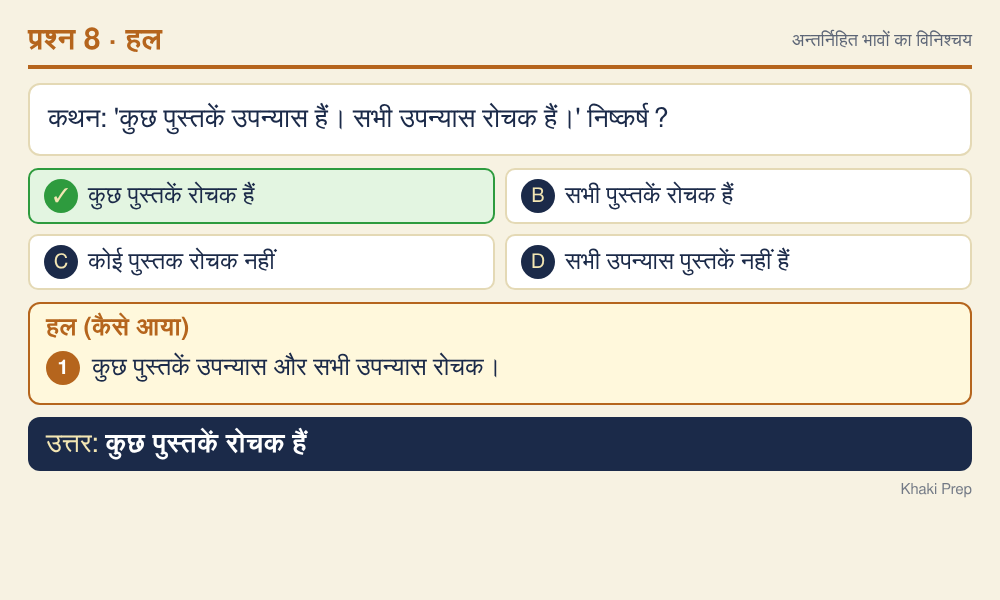 प्रश्न 8 · हल
अन्तर्निहित भावों का विनिश्चय
कथन: 'कुछ पुस्तकें उपन्यास हैं। सभी उपन्यास रोचक हैं।' निष्कर्ष ?
✓ कुछ पुस्तकें रोचक हैं
B सभी पुस्तकें रोचक हैं
C कोई पुस्तक रोचक नहीं
D सभी उपन्यास पुस्तकें नहीं हैं
हल (कैसे आया)
1 कुछ पुस्तकें उपन्यास और सभी उपन्यास रोचक।
उत्तर: कुछ पुस्तकें रोचक हैं
Khaki Prep